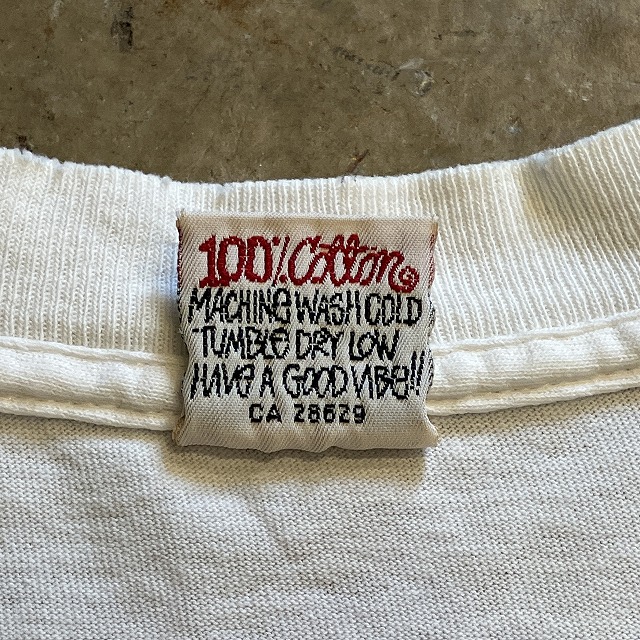 100% Cotton
MACHINE WASH COLD
TUMBLE DRY LOW
HAVE A GOOD VIBE!!
CA 28629